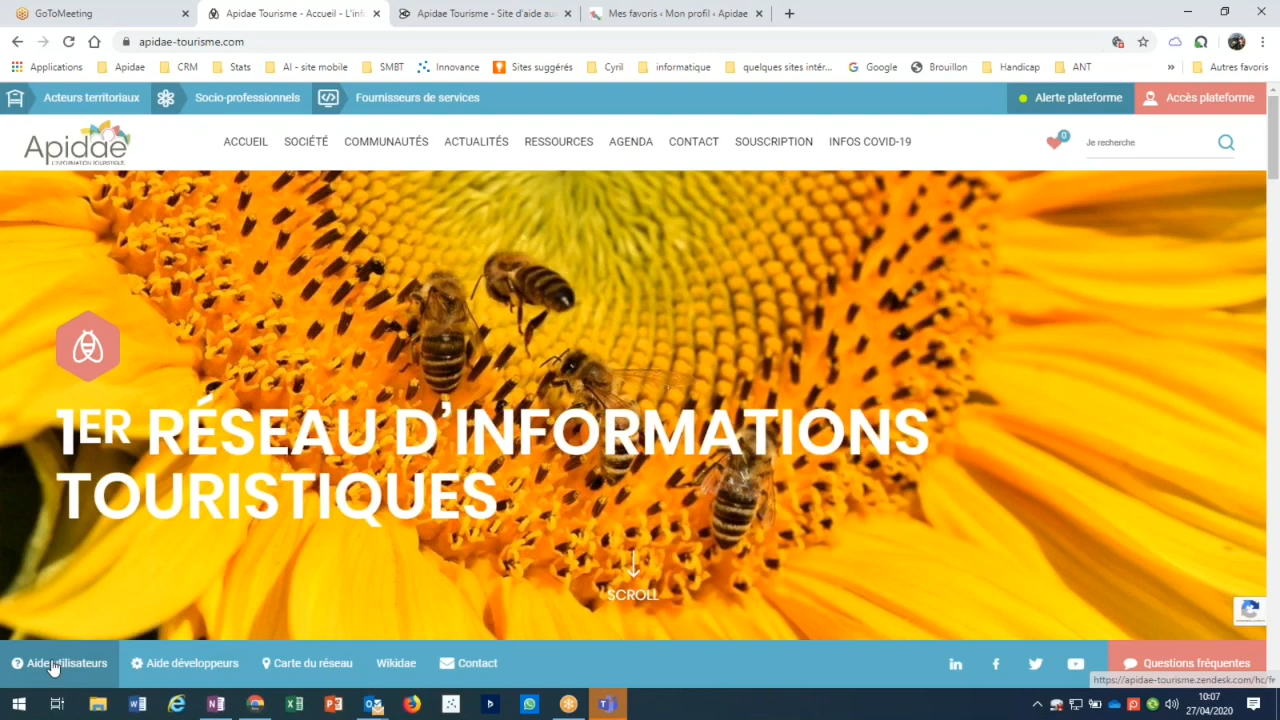 GoToMeeting
Apidae Tourisme - Accueil - L'inf
Apidae Tourisme - Site d'aide au
Mes favoris ‹ Mon profil ‹ Apidae
apidae-tourisme.com
Applications
Apidae
CRM
Stats
AI - site mobile
SMBT
Innovance
Sites suggérés
Cyril
informatique
quelques sites intér...
Google
Brouillon
Handicap
ANT
»
Autres favoris
Acteurs territoriaux
Socio-professionnels
Fournisseurs de services
Alerte plateforme
Accès plateforme
Apidae
L'INFORMATION TOURISTIQUE
ACCUEIL
SOCIÉTÉ
COMMUNAUTÉS
ACTUALITÉS
RESSOURCES
AGENDA
CONTACT
SOUSCRIPTION
INFOS COVID-19
0
Je recherche
1ER RÉSEAU D'INFORMATIONS
TOURISTIQUES
SCROLL
Aide utilisateurs
Aide développeurs
Carte du réseau
Wikidae
Contact
Questions fréquentes
https://apidae-tourisme.zendesk.com/hc/fr
10:07
27/04/2020